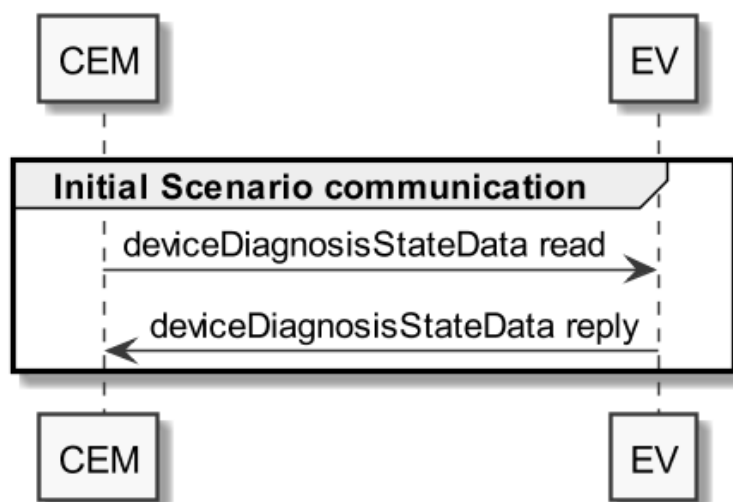 CEM EV
Initial Scenario communication
deviceDiagnosisStateData read
deviceDiagnosisStateData reply
CEM EV